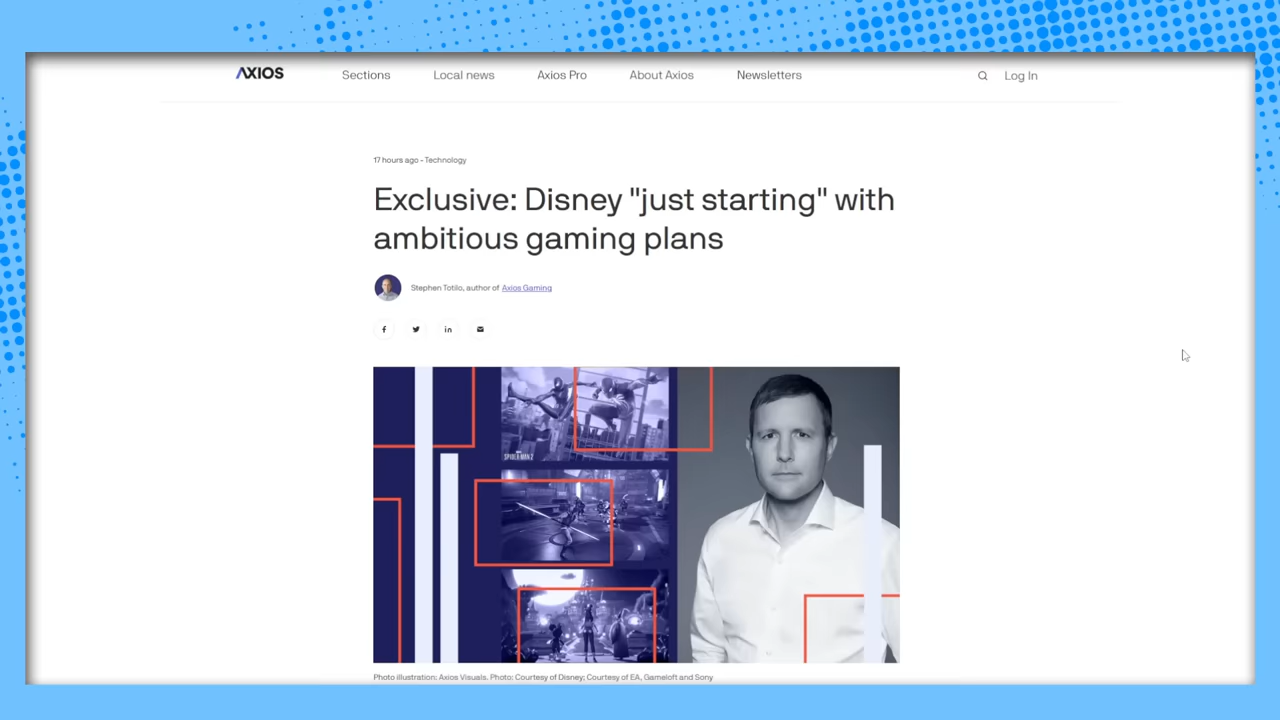 AXIOS
Sections Local news Axios Pro About Axios Newsletters Log In
17 hours ago - Technology
Exclusive: Disney "just starting" with
ambitious gaming plans
Stephen Totilo, author of Axios Gaming
SPIDER-MAN 2
Photo illustration: Axios Visuals. Photo: Courtesy of Disney; Courtesy of EA, Gameloft and Sony